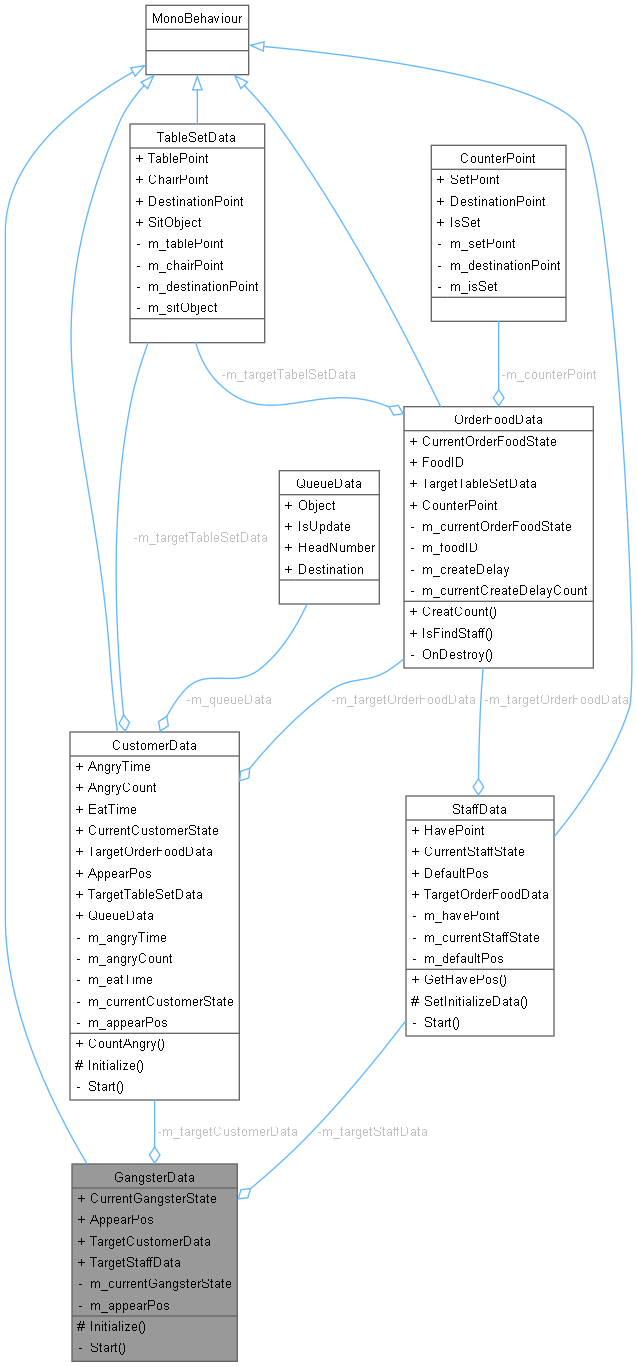 MonoBehaviour
TableSetData
+ TablePoint
+ ChairPoint
+ DestinationPoint
+ SitObject
- m_tablePoint
- m_chairPoint
- m_destinationPoint
- m_sitObject
CounterPoint
+ SetPoint
+ DestinationPoint
+ IsSet
- m_setPoint
- m_destinationPoint
- m_isSet
-m_targetTabelSetData
-m_counterPoint
OrderFoodData
+ CurrentOrderFoodState
+ FoodID
+ TargetTableSetData
+ CounterPoint
- m_currentOrderFoodState
- m_foodID
- m_createDelay
- m_currentCreateDelayCount
+ CreatCount()
+ IsFindStaff()
- OnDestroy()
QueueData
+ Object
+ IsUpdate
+ HeadNumber
+ Destination
-m_targetTableSetData
-m_queueData
-m_targetOrderFoodData
-m_targetOrderFoodData
CustomerData
+ AngryTime
+ AngryCount
+ EatTime
+ CurrentCustomerState
+ TargetOrderFoodData
+ AppearPos
+ TargetTableSetData
+ QueueData
- m_angryTime
- m_angryCount
- m_eatTime
- m_currentCustomerState
- m_appearPos
+ CountAngry()
# Initialize()
- Start()
StaffData
+ HavePoint
+ CurrentStaffState
+ DefaultPos
+ TargetOrderFoodData
- m_havePoint
- m_currentStaffState
- m_defaultPos
+ GetHavePos()
# SetInitializeData()
- Start()
-m_targetCustomerData
-m_targetStaffData
GangsterData
+ CurrentGangsterState
+ AppearPos
+ TargetCustomerData
+ TargetStaffData
- m_currentGangsterState
- m_appearPos
# Initialize()
- Start()